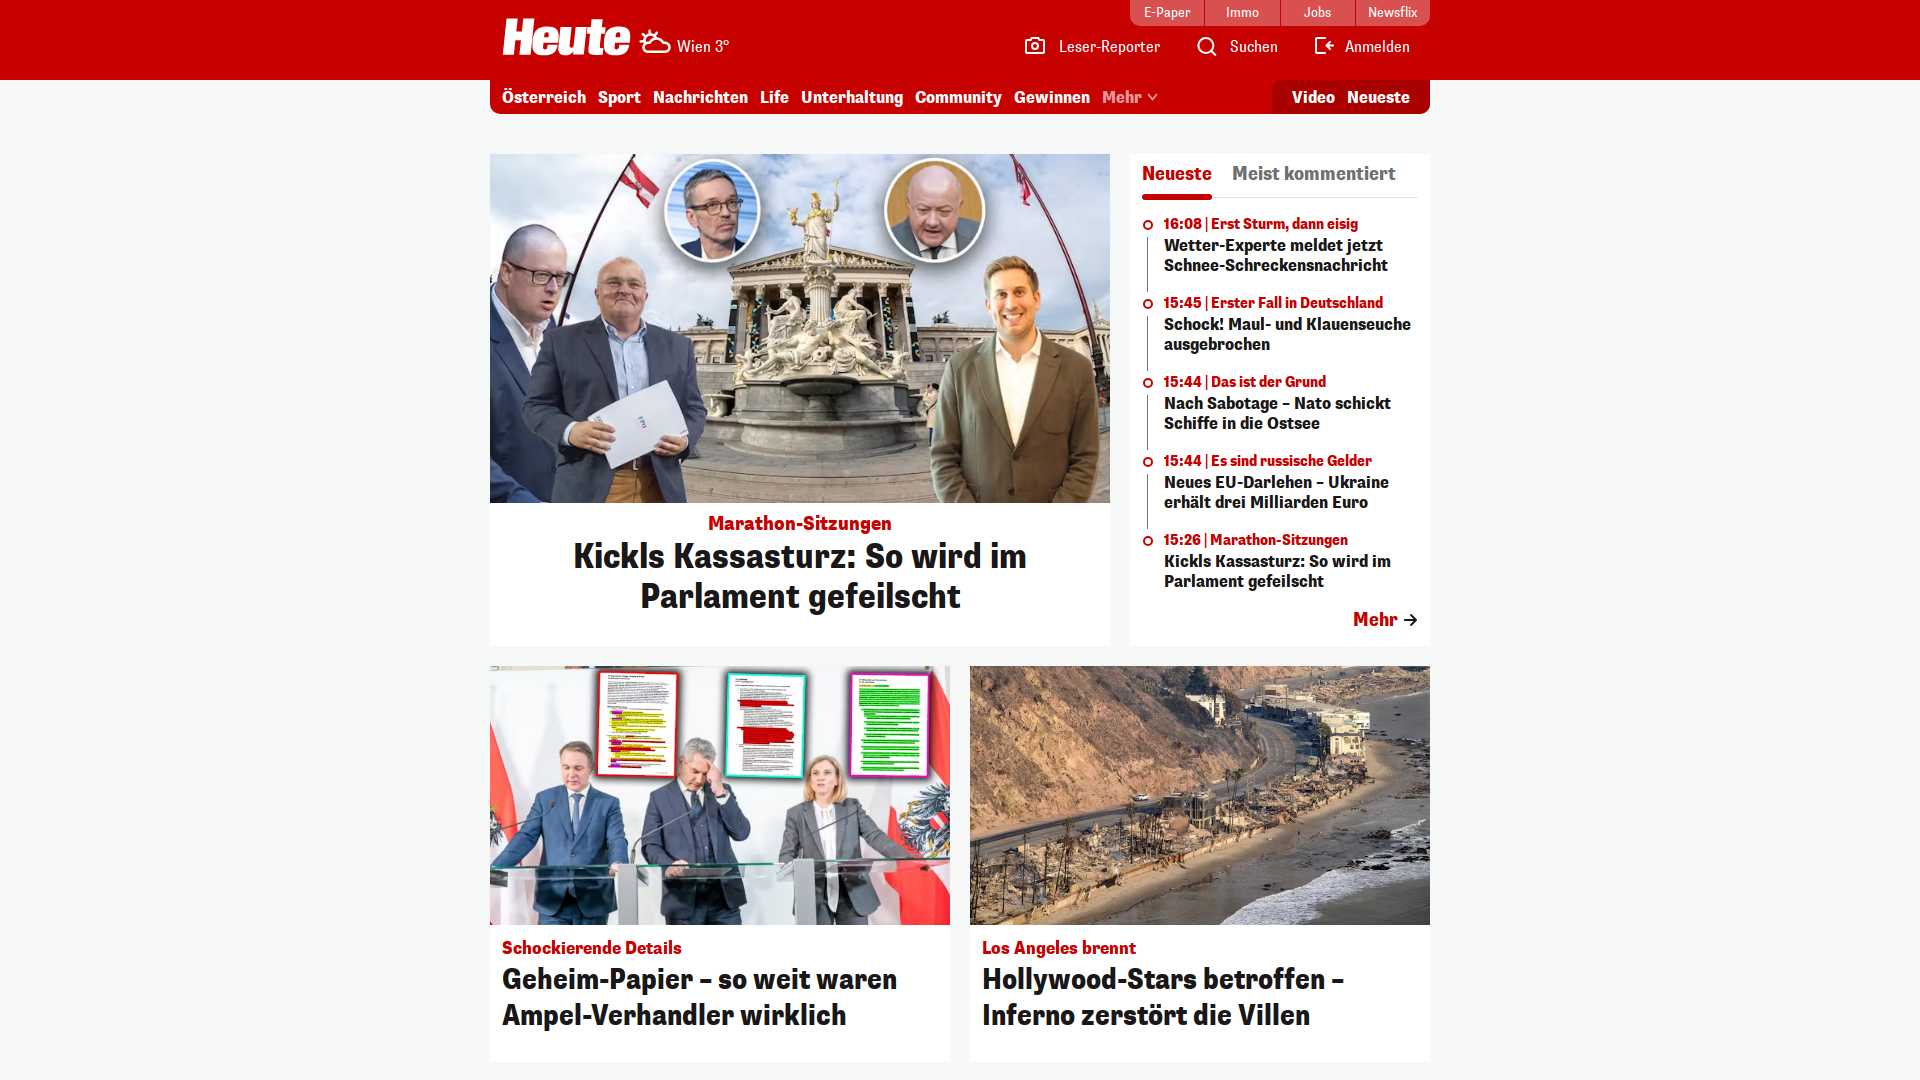 E-Paper
Immo
Jobs
Newsflix
Heute
Wien 3°
Leser-Reporter
Suchen
Anmelden
Österreich
Sport
Nachrichten
Life
Unterhaltung
Community
Gewinnen
Mehr
Video
Neueste
Marathon-Sitzungen
Kickls Kassasturz: So wird im
Parlament gefeilscht
Neueste
Meist kommentiert
16:08 | Erst Sturm, dann eisig
Wetter-Experte meldet jetzt
Schnee-Schreckensnachricht
15:45 | Erster Fall in Deutschland
Schock! Maul- und Klauenseuche
ausgebrochen
15:44 | Das ist der Grund
Nach Sabotage – Nato schickt
Schiffe in die Ostsee
15:44 | Es sind russische Gelder
Neues EU-Darlehen – Ukraine
erhält drei Milliarden Euro
15:26 | Marathon-Sitzungen
Kickls Kassasturz: So wird im
Parlament gefeilscht
Mehr
Schockierende Details
Geheim-Papier – so weit waren
Ampel-Verhandler wirklich
Los Angeles brennt
Hollywood-Stars betroffen –
Inferno zerstört die Villen